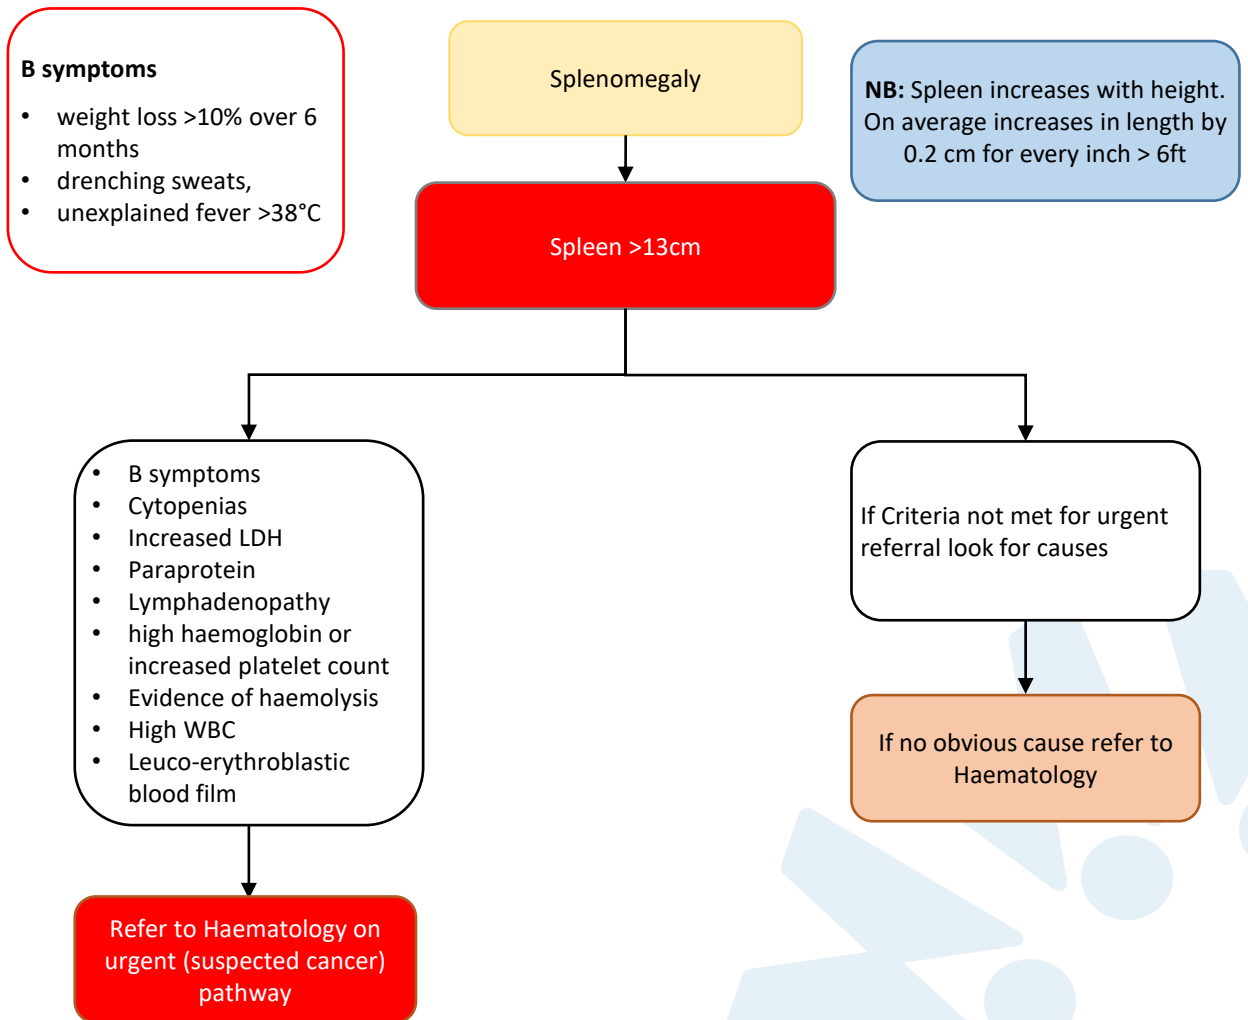 B symptoms
• weight loss >10% over 6
months
• drenching sweats,
• unexplained fever >38°C
Splenomegaly
NB: Spleen increases with height.
On average increases in length by
0.2 cm for every inch > 6ft
Spleen >13cm
• B symptoms
• Cytopenias
• Increased LDH
• Paraprotein
• Lymphadenopathy
• high haemoglobin or
increased platelet count
• Evidence of haemolysis
• High WBC
• Leuco-erythroblastic
blood film
If Criteria not met for urgent
referral look for causes
If no obvious cause refer to
Haematology
Refer to Haematology on
urgent (suspected cancer)
pathway